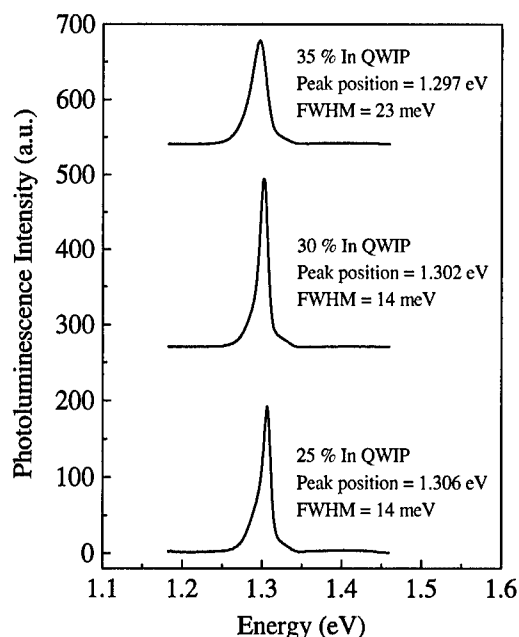 700
600
500
400
300
200
100
0
Photoluminescence Intensity (a.u.)
35 % In QWIP
Peak position = 1.297 eV
FWHM = 23 meV
30 % In QWIP
Peak position = 1.302 eV
FWHM = 14 meV
25 % In QWIP
Peak position = 1.306 eV
FWHM = 14 meV
1.1 1.2 1.3 1.4 1.5 1.6
Energy (eV)